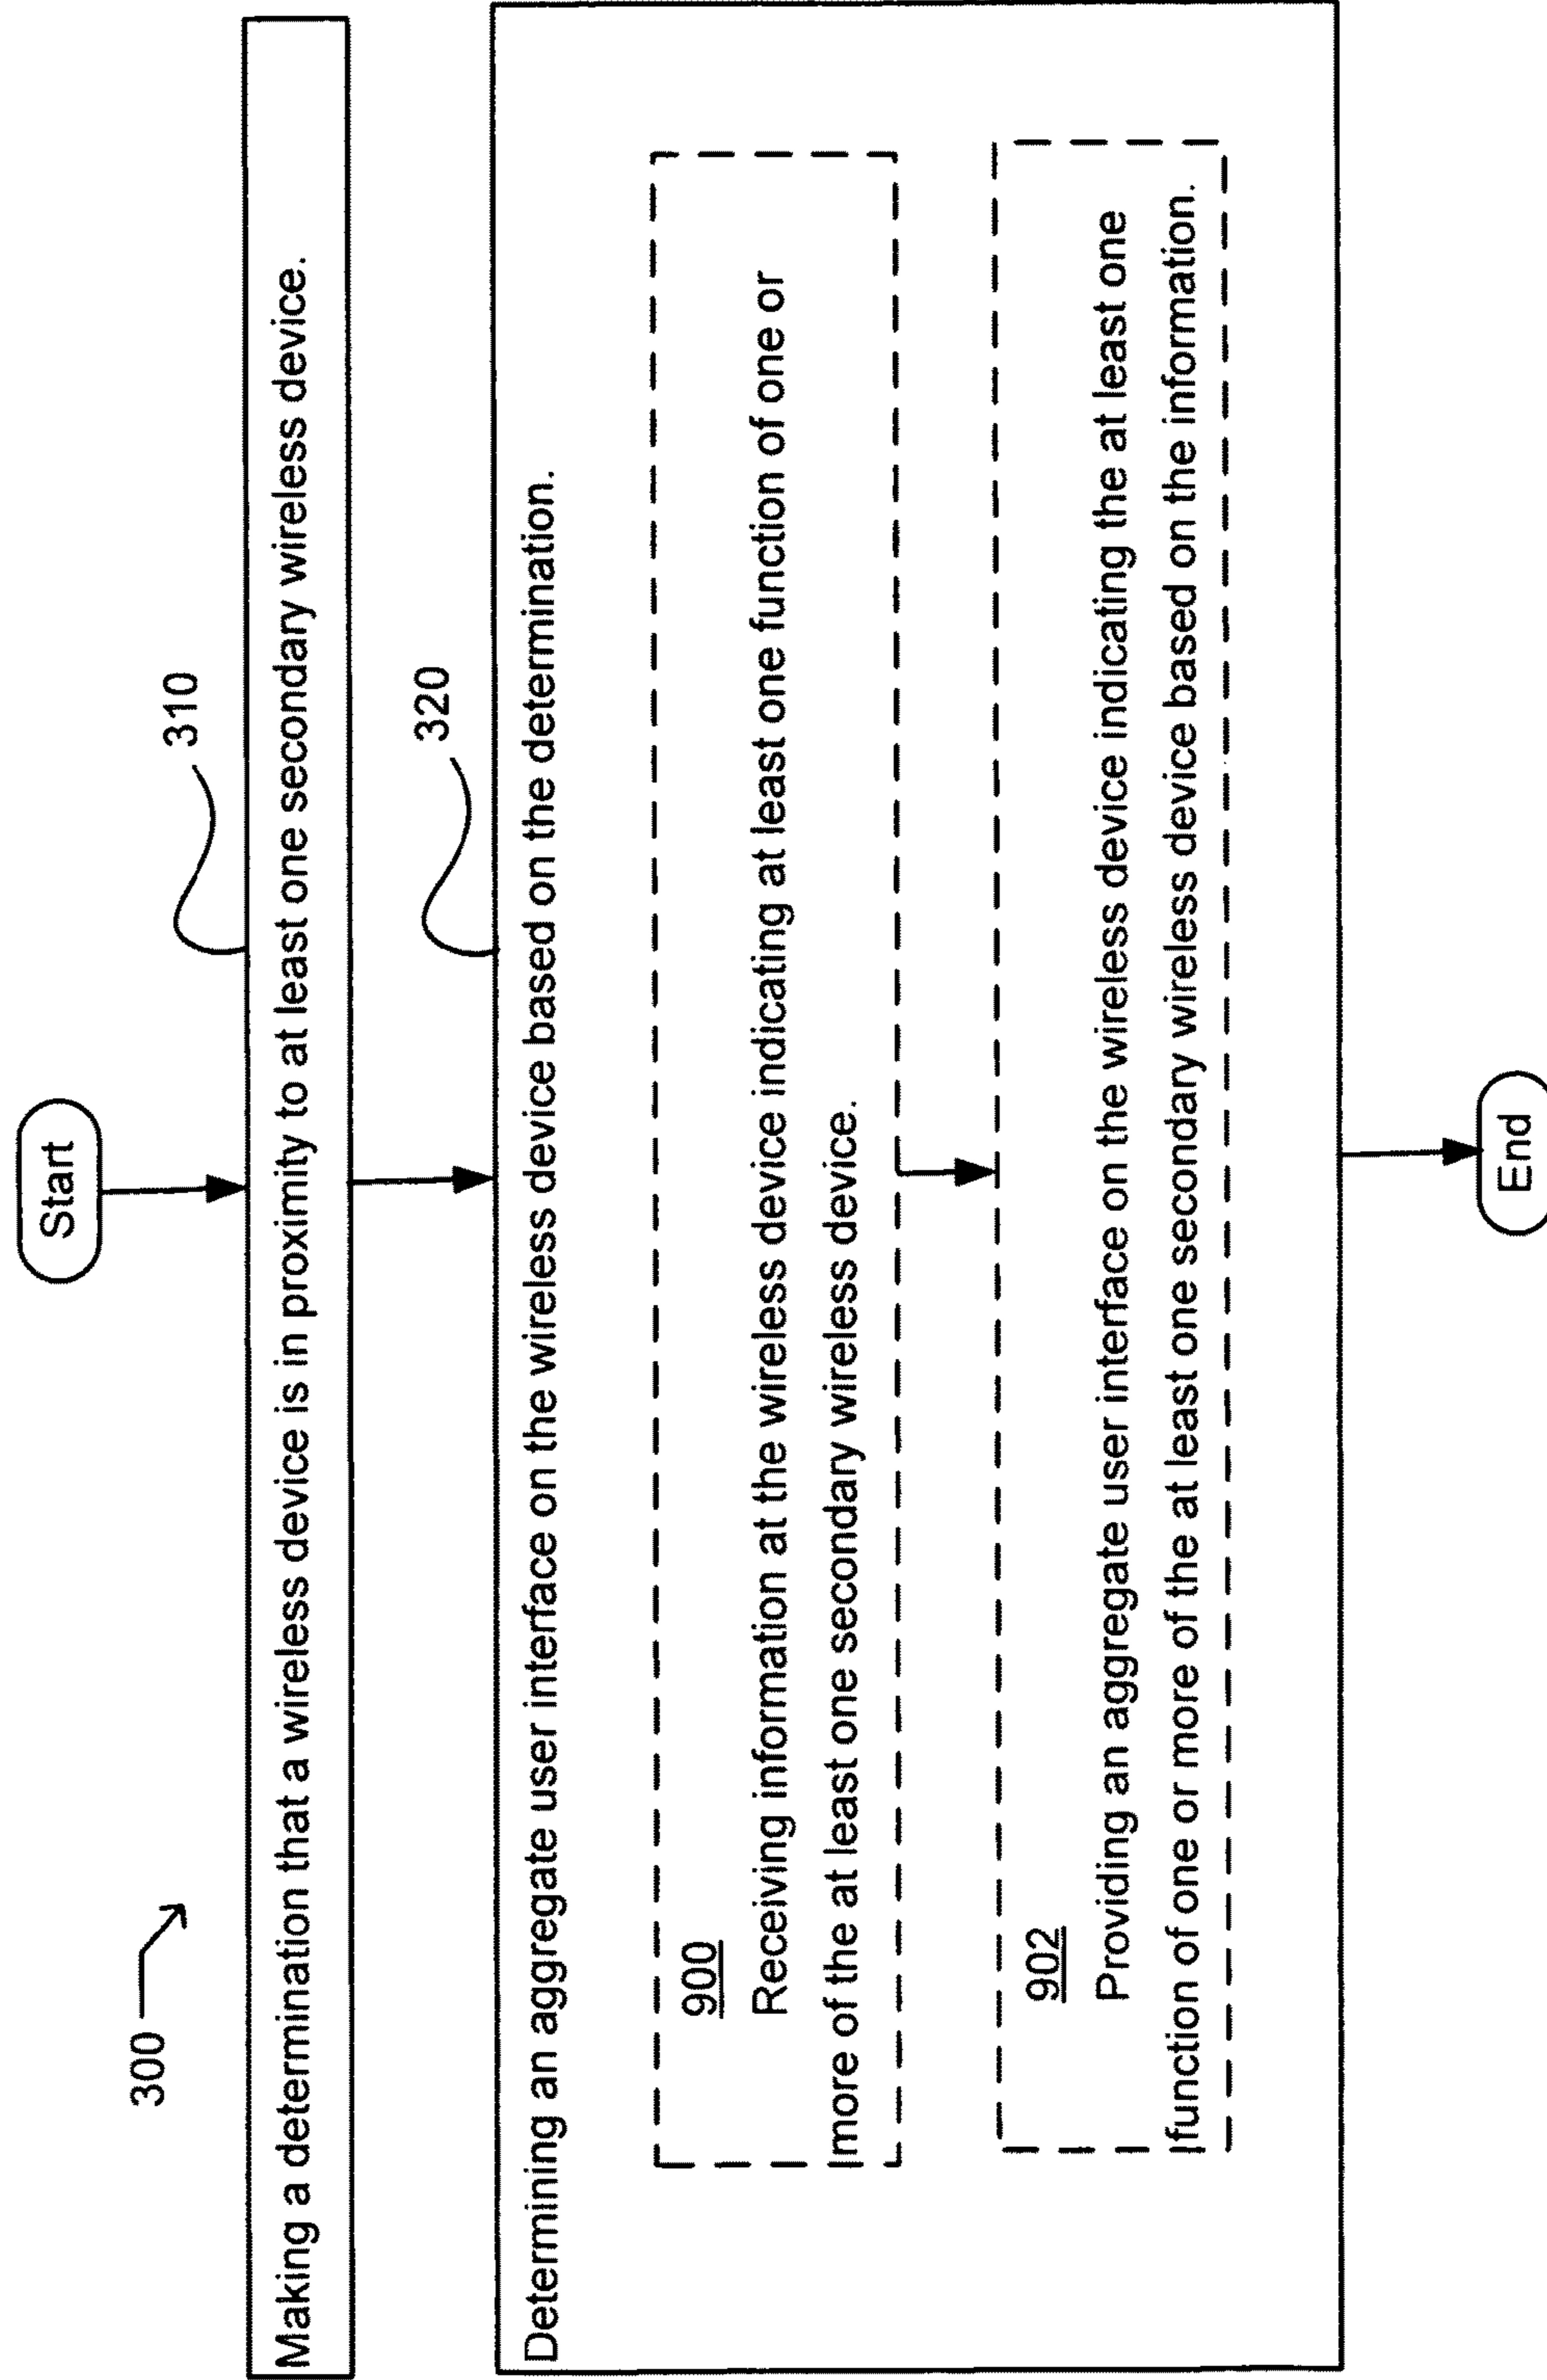 300
Start
310
Making a determination that a wireless device is in proximity to at least one secondary wireless device.
320
Determining an aggregate user interface on the wireless device based on the determination.
900
Receiving information at the wireless device indicating at least one function of one or
more of the at least one secondary wireless device.
902
Providing an aggregate user interface on the wireless device indicating the at least one
function of one or more of the at least one secondary wireless device based on the information.
End